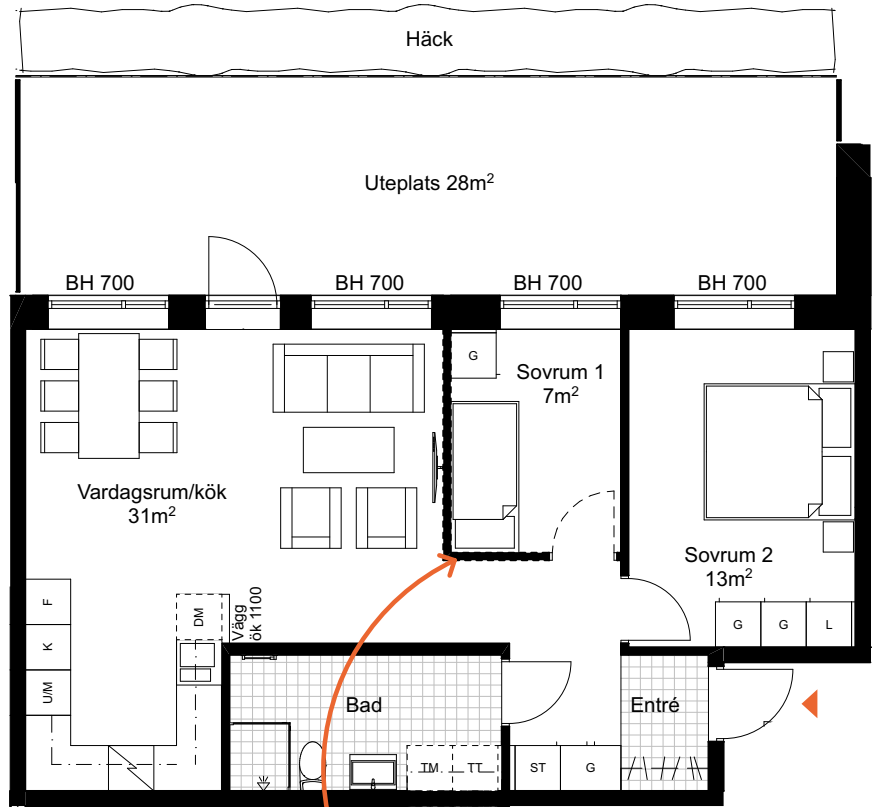 Häck
Uteplats 28m²
BH 700
BH 700
BH 700
BH 700
G
Sovrum 1
7m²
Vardagsrum/kök
31m²
Sovrum 2
13m²
F
K
U/M
DM
Vägg
ök 1100
G
G
L
Bad
Entré
TM
TT
ST
G